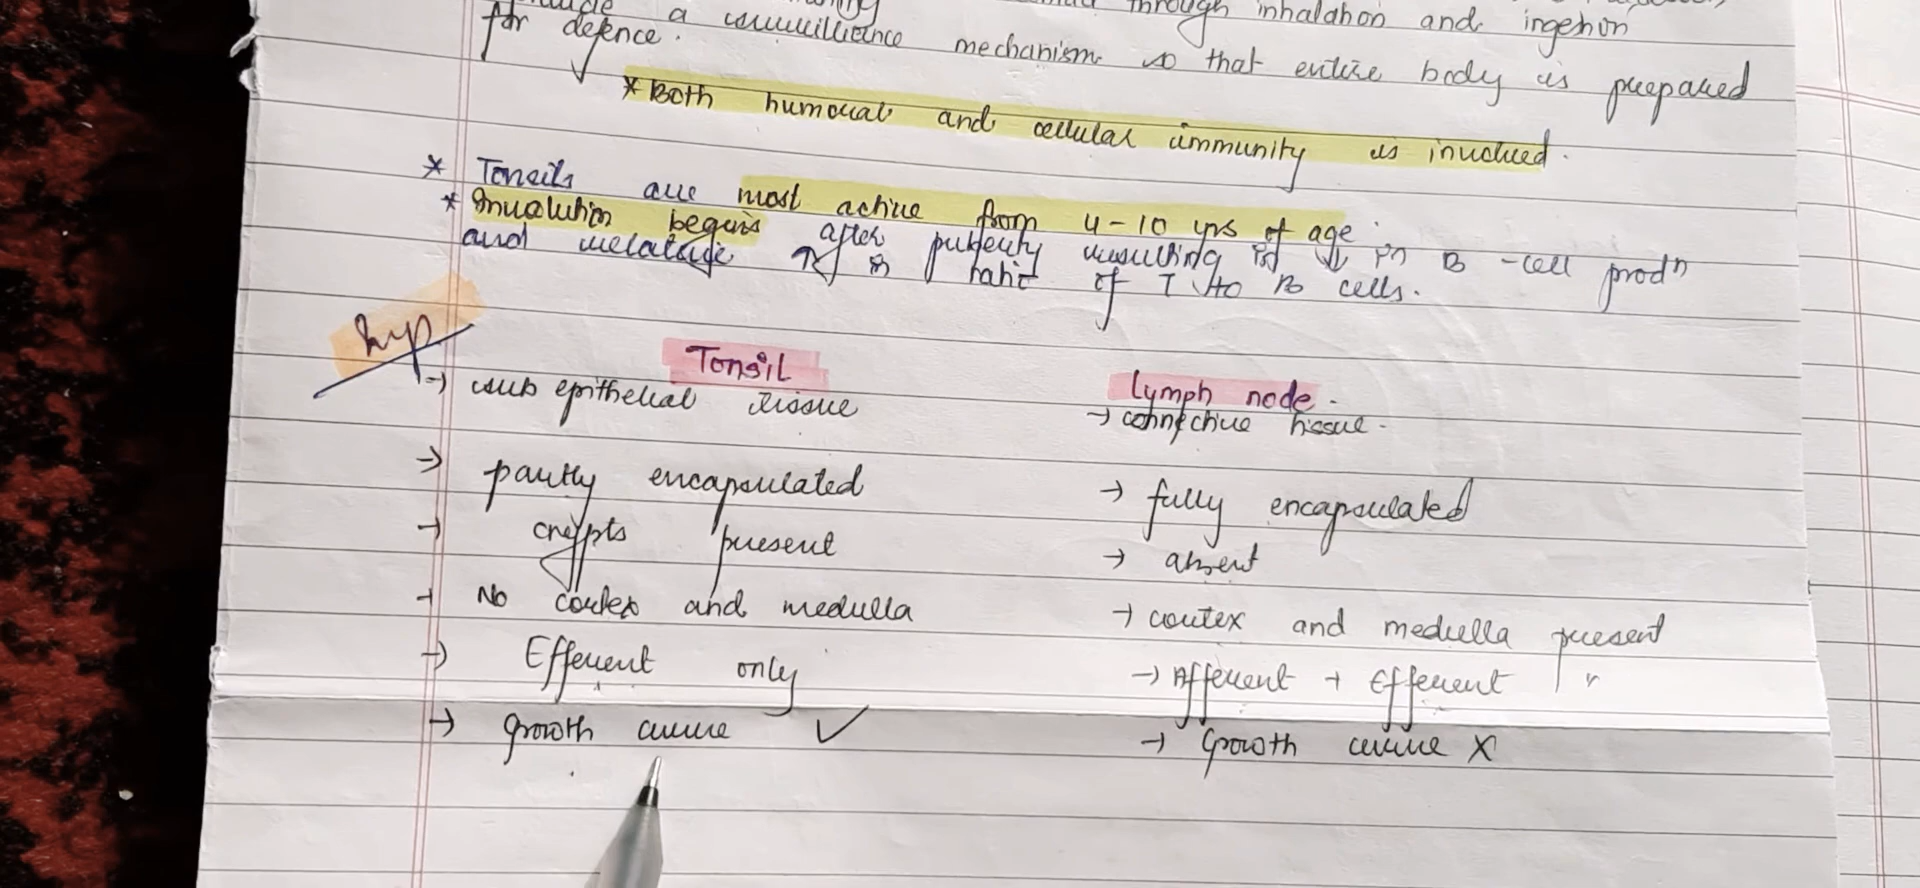 through inhalation and ingestion
for defence. a surveillance mechanism so that entire body is prepared
* Both humoral and cellular immunity is involved.
* Tonsils are most active from 4-10 yrs of age.
* Involution begins after puberty resulting in ↓ in B-cell prodn
and relative ↑ in ratio of T to B cells.
Imp
Tonsil
Lymph node.
→ sub epithelial tissue
→ connective tissue.
→ partly encapsulated
→ fully encapsulated
→ crypts present
→ absent
→ No cortex and medulla
→ cortex and medulla present
→ Efferent only
→ Afferent + Efferent "
→ Growth curve ✓
→ Growth curve X